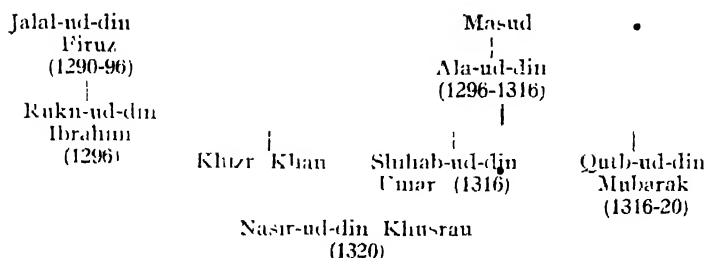 Jalal-ud-din Masud
Firuz
(1290-96) Ala-ud-din
(1296-1316)
Rukn-ud-din
Ibrahim
(1296) Khizr Khan Shihab-ud-din Qutb-ud-din
Umar (1316) Mubarak
(1316-20)
Nasir-ud-din Khusrau
(1320)